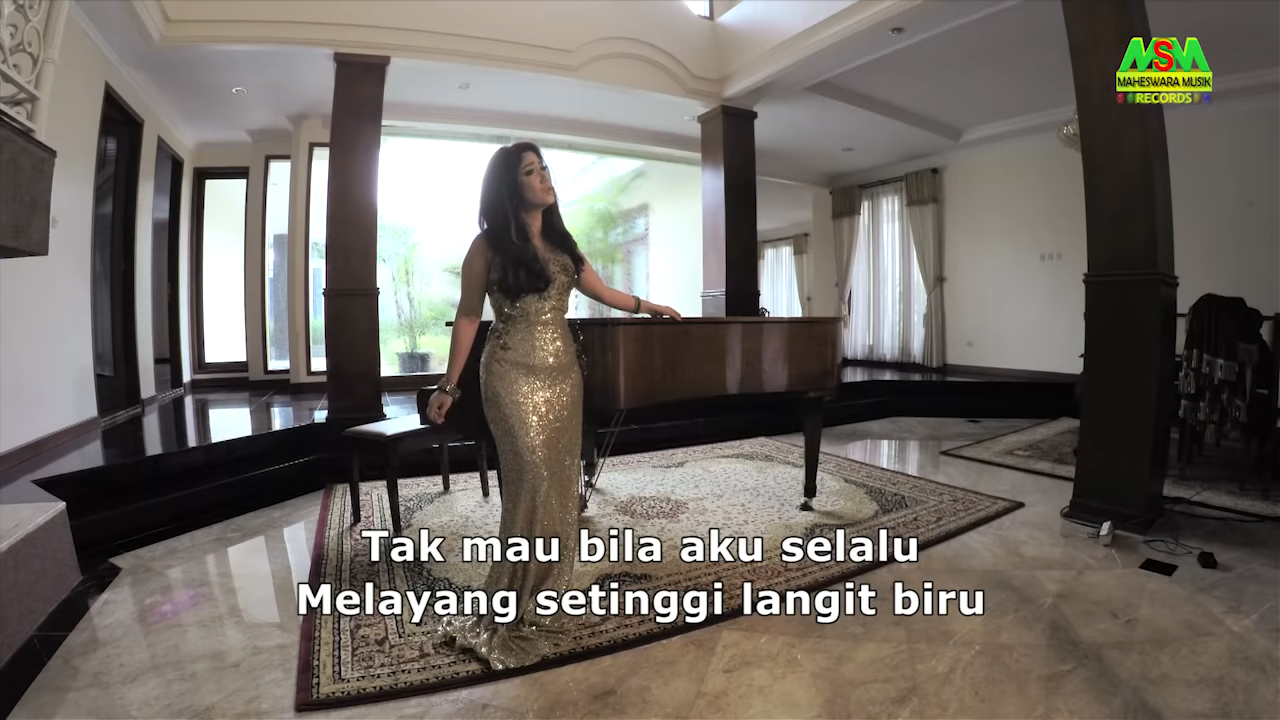 MSM
MAHESWARA MUSIK
RECORDS
Tak mau bila aku selalu
Melayang setinggi langit biru